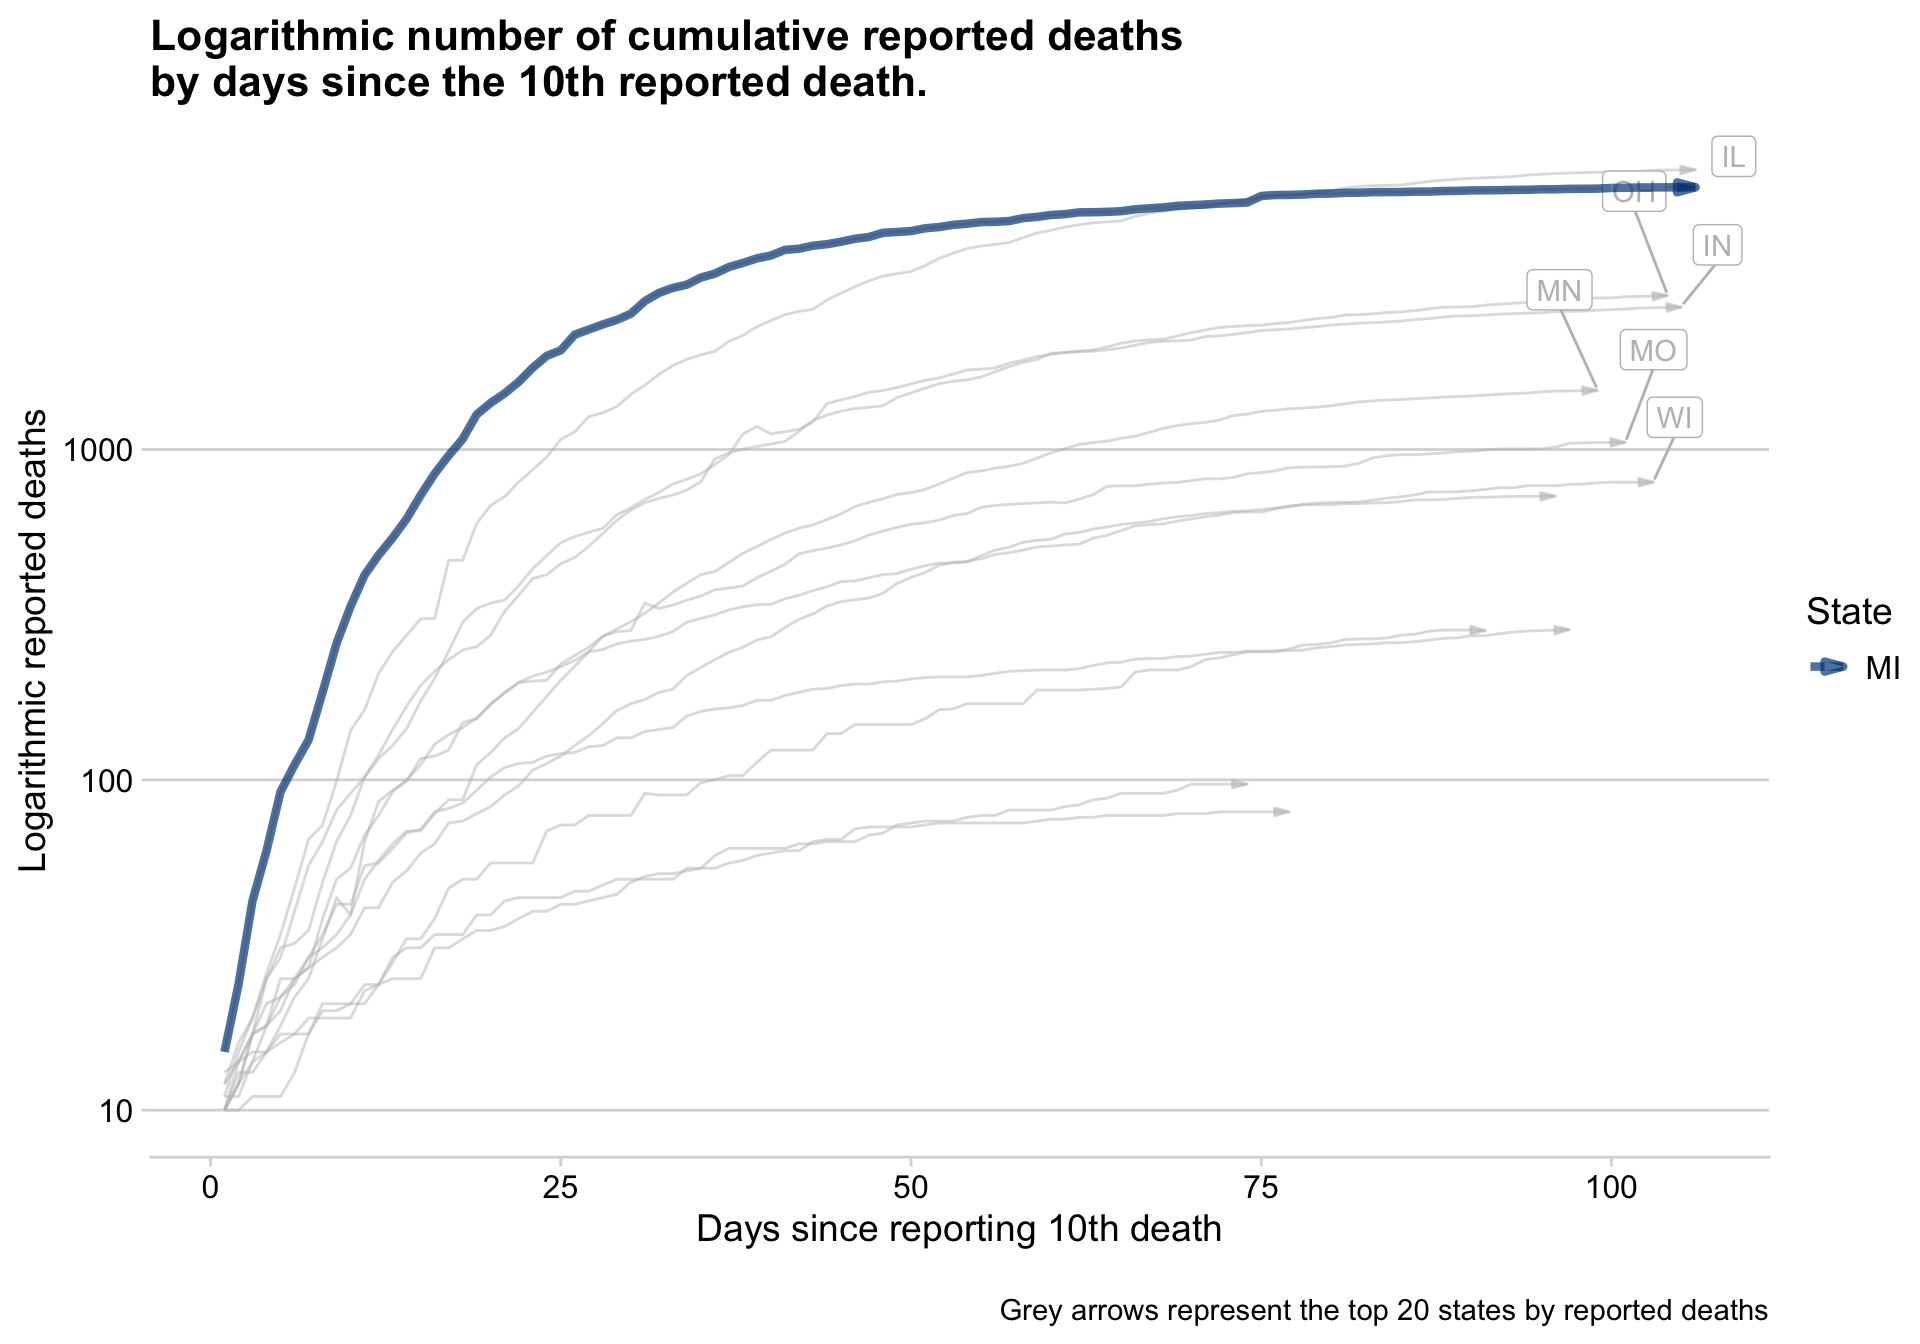 Logarithmic number of cumulative reported deaths
by days since the 10th reported death.
IL
OH
IN
MN
MO
WI
Logarithmic reported deaths
1000
100
10
State
MI
0 25 50 75 100
Days since reporting 10th death
Grey arrows represent the top 20 states by reported deaths